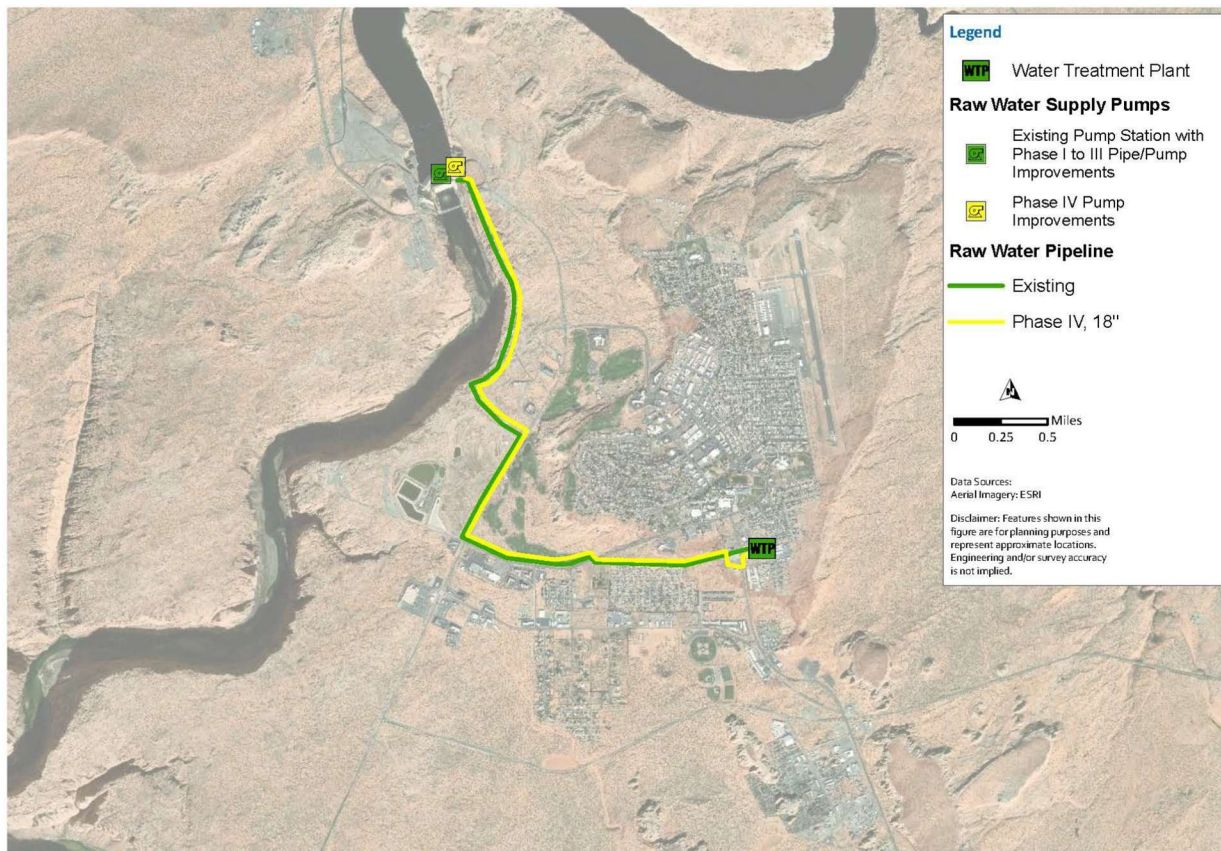 Legend
WTP
Water Treatment Plant
Raw Water Supply Pumps
Existing Pump Station with
Phase I to III Pipe/Pump
Improvements
Phase IV Pump
Improvements
Raw Water Pipeline
Existing
Phase IV, 18"
Miles
0 0.25 0.5
Data Sources:
Aerial Imagery: ESRI
Disclaimer: Features shown in this
figure are for planning purposes and
represent approximate locations.
Engineering and/or survey accuracy
is not implied.
WTP